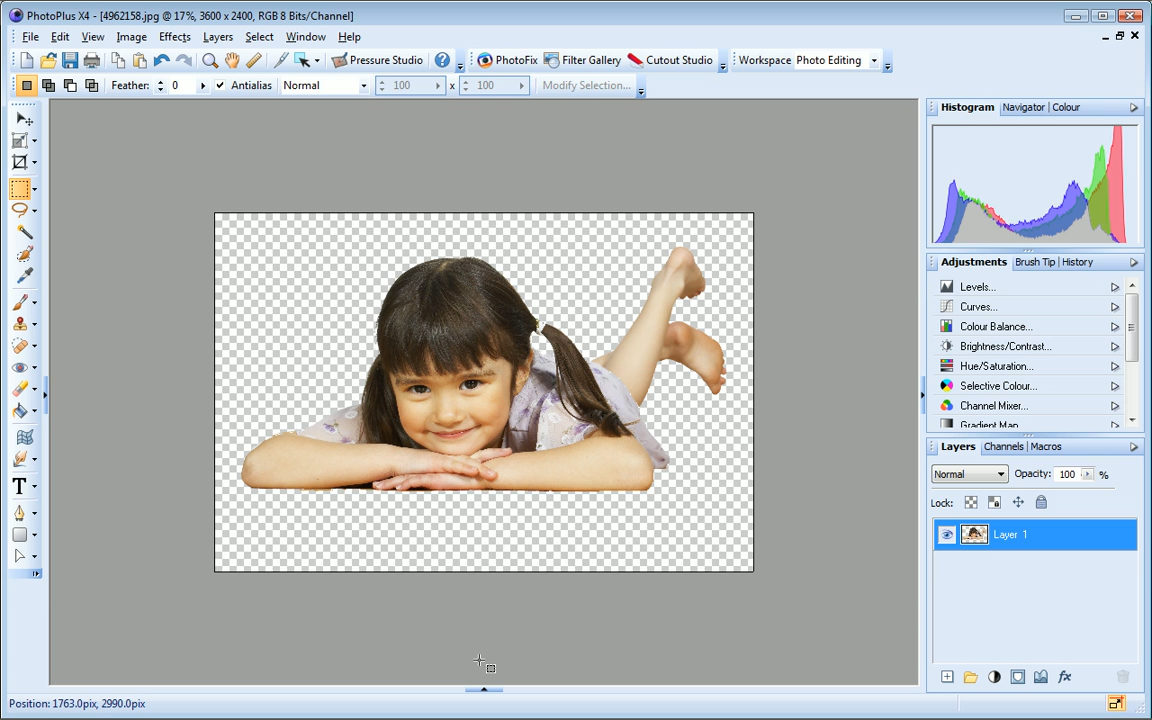 PhotoPlus X4 - [4962158.jpg @ 17%, 3600 x 2400, RGB 8 Bits/Channel]
File Edit View Image Effects Layers Select Window Help
Pressure Studio PhotoFix Filter Gallery Cutout Studio Workspace Photo Editing
Feather: 0 Antialias Normal 100 x 100 Modify Selection...
Histogram Navigator | Colour
Adjustments Brush Tip | History
Levels...
Curves...
Colour Balance...
Brightness/Contrast...
Hue/Saturation...
Selective Colour...
Channel Mixer...
Gradient Map
Layers Channels | Macros
Normal Opacity: 100 %
Lock:
Layer 1
Position: 1763.0pix, 2990.0pix